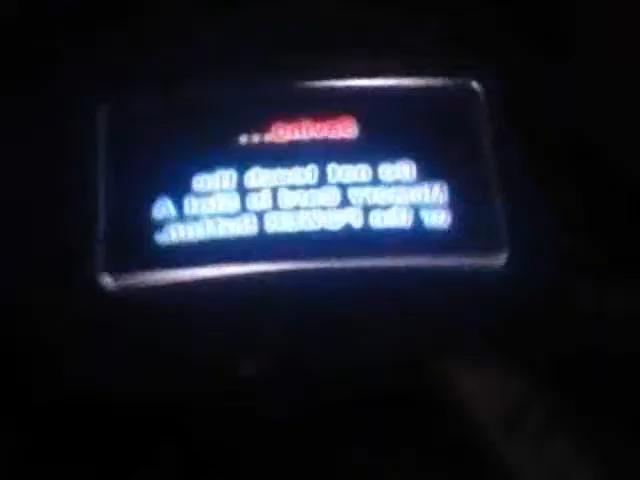 Saving...
Do not touch the
Memory Card in Slot A
or the POWER Button.